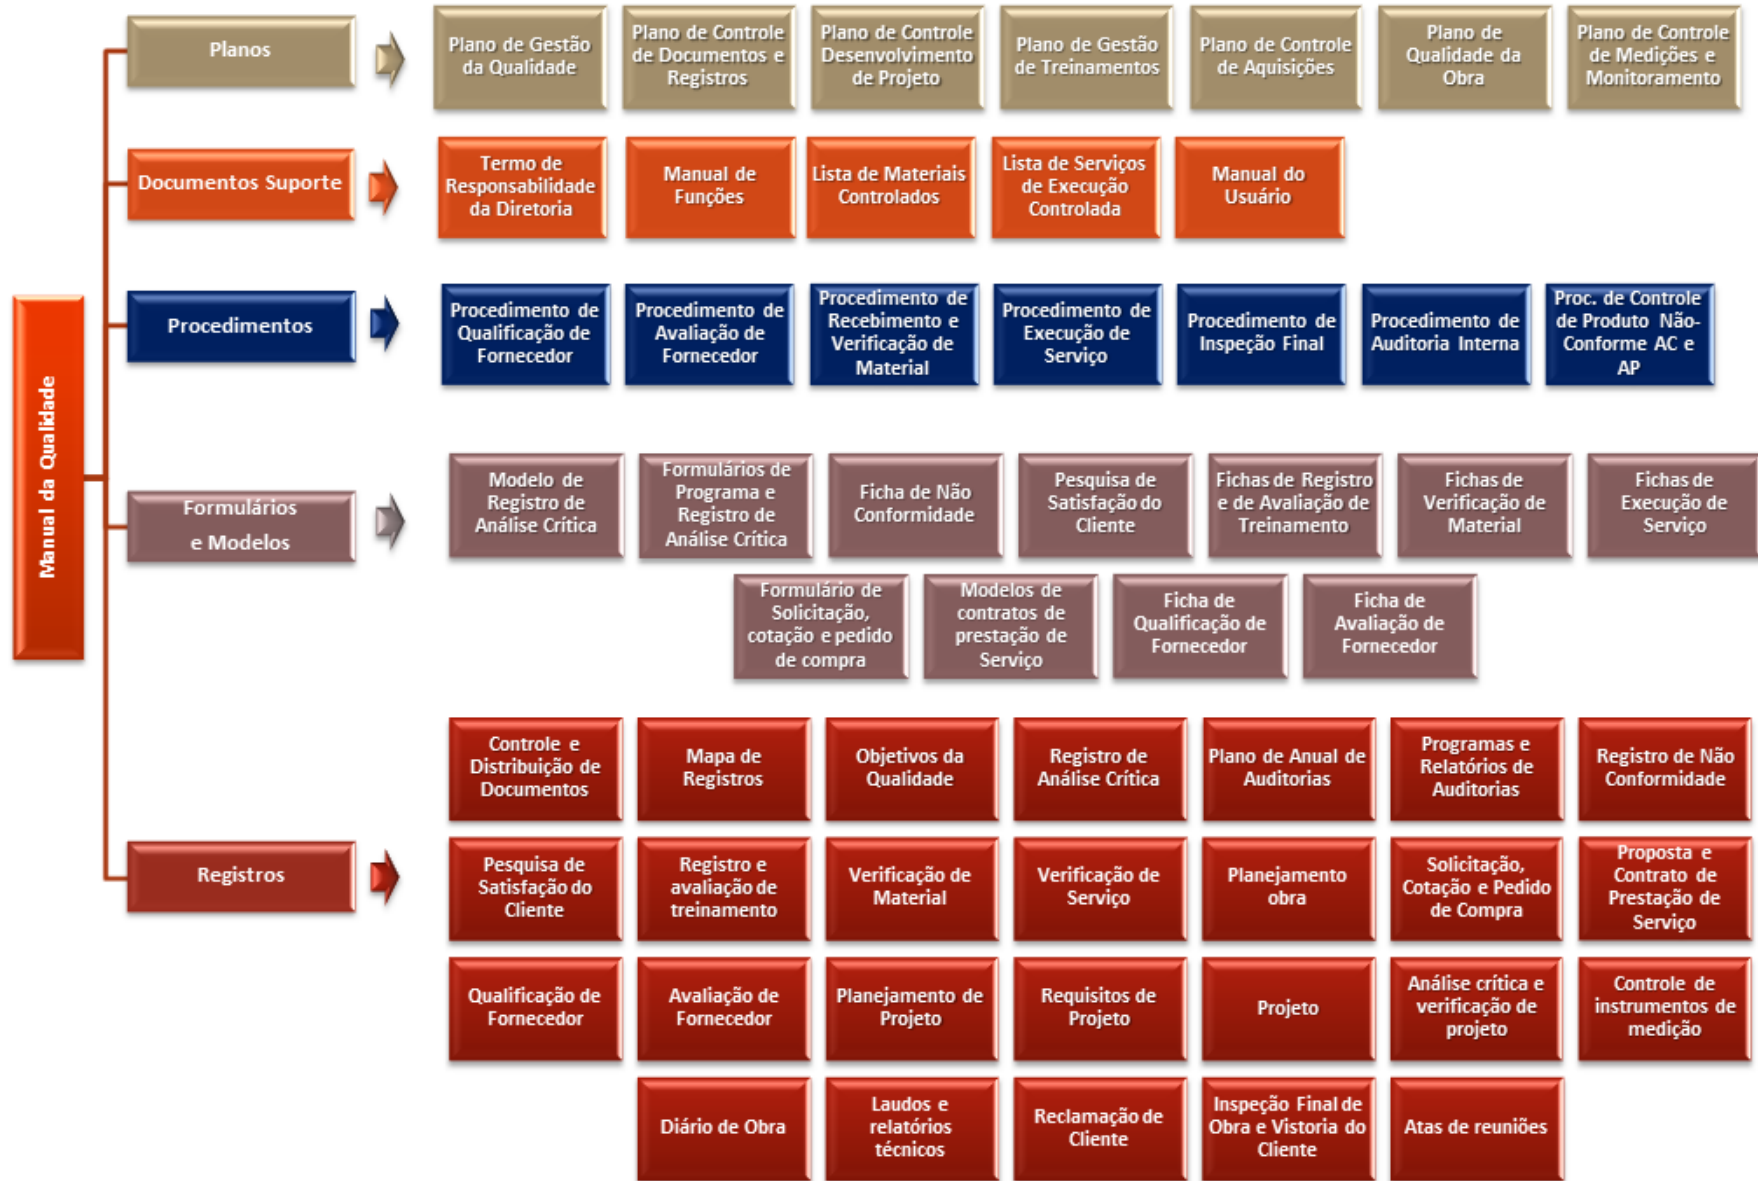 Manual da Qualidade
Planos
Plano de Gestão
da Qualidade
Plano de Controle
de Documentos e
Registros
Plano de Controle
Desenvolvimento
de Projeto
Plano de Gestão
de Treinamentos
Plano de Controle
de Aquisições
Plano de
Qualidade da
Obra
Plano de Controle
de Medições e
Monitoramento
Documentos Suporte
Termo de
Responsabilidade
da Diretoria
Manual de
Funções
Lista de Materiais
Controlados
Lista de Serviços
de Execução
Controlada
Manual do
Usuário
Procedimentos
Procedimento de
Qualificação de
Fornecedor
Procedimento de
Avaliação de
Fornecedor
Procedimento de
Recebimento e
Verificação de
Material
Procedimento de
Execução de
Serviço
Procedimento de
Inspeção Final
Procedimento de
Auditoria Interna
Proc. de Controle
de Produto Não-
Conforme AC e
AP
Formulários
e Modelos
Modelo de
Registro de
Análise Crítica
Formulários de
Programa e
Registro de
Análise Crítica
Ficha de Não
Conformidade
Pesquisa de
Satisfação do
Cliente
Fichas de Registro
e de Avaliação de
Treinamento
Fichas de
Verificação de
Material
Fichas de
Execução de
Serviço
Formulário de
Solicitação,
cotação e pedido
de compra
Modelos de
contratos de
prestação de
Serviço
Ficha de
Qualificação de
Fornecedor
Ficha de
Avaliação de
Fornecedor
Registros
Controle e
Distribuição de
Documentos
Mapa de
Registros
Objetivos da
Qualidade
Registro de
Análise Crítica
Plano de Anual de
Auditorias
Programas e
Relatórios de
Auditorias
Registro de Não
Conformidade
Pesquisa de
Satisfação do
Cliente
Registro e
avaliação de
treinamento
Verificação de
Material
Verificação de
Serviço
Planejamento
obra
Solicitação,
Cotação e Pedido
de Compra
Proposta e
Contrato de
Prestação de
Serviço
Qualificação de
Fornecedor
Avaliação de
Fornecedor
Planejamento de
Projeto
Requisitos de
Projeto
Projeto
Análise crítica e
verificação de
projeto
Controle de
instrumentos de
medição
Diário de Obra
Laudos e
relatórios
técnicos
Reclamação de
Cliente
Inspeção Final de
Obra e Vistoria do
Cliente
Atas de reuniões